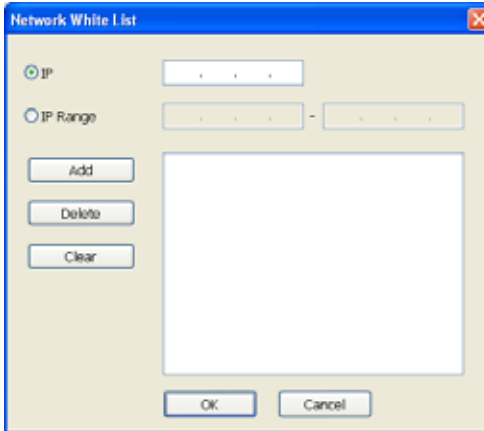 Network White List
IP
. . .
IP Range
. . . - . . .
Add
Delete
Clear
OK
Cancel